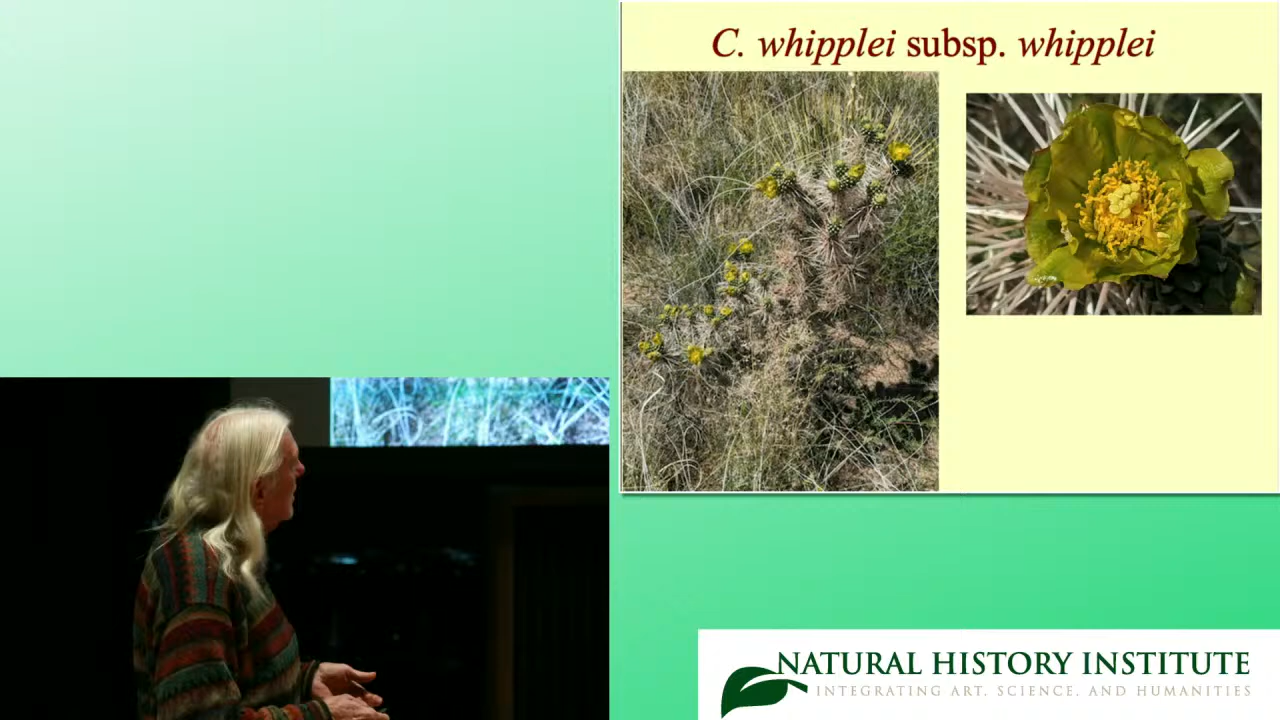 C. whipplei subsp. whipplei
NATURAL HISTORY INSTITUTE
INTEGRATING ART, SCIENCE, AND HUMANITIES